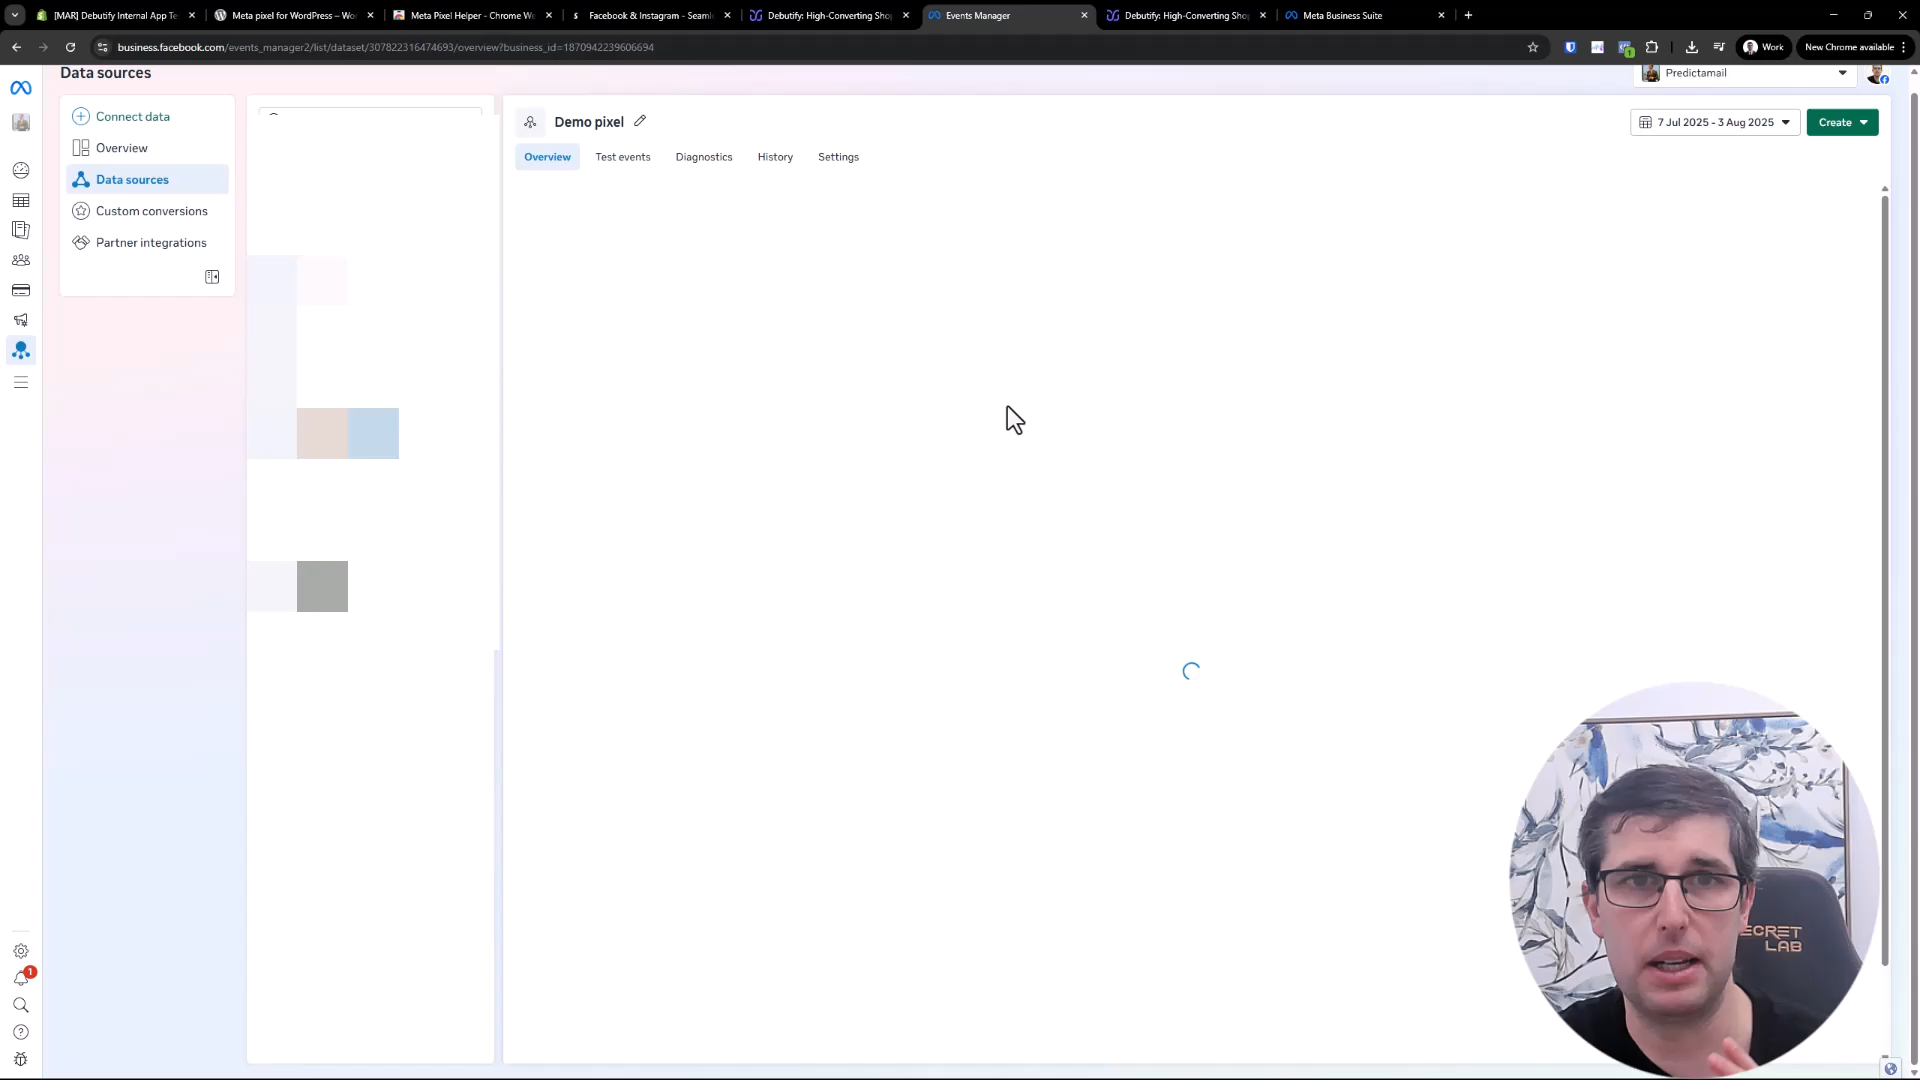 [MAR] Debutify Internal App Te
Meta pixel for WordPress – Wo
Meta Pixel Helper - Chrome We
Facebook & Instagram - Seaml
Debutify: High-Converting Sho
Events Manager
Debutify: High-Converting Sho
Meta Business Suite
business.facebook.com/events_manager2/list/dataset/307822316474693/overview?business_id=1870942239606694
Work
New Chrome available
Data sources
Predictamail
Connect data
Overview
Data sources
Custom conversions
Partner integrations
Demo pixel
7 Jul 2025 - 3 Aug 2025
Create
Overview
Test events
Diagnostics
History
Settings
1
1
ECRET
LAB